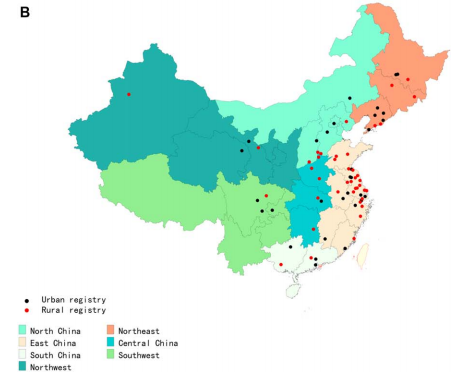 B
Urban registry
Rural registry
North China
Northeast
East China
Central China
South China
Southwest
Northwest